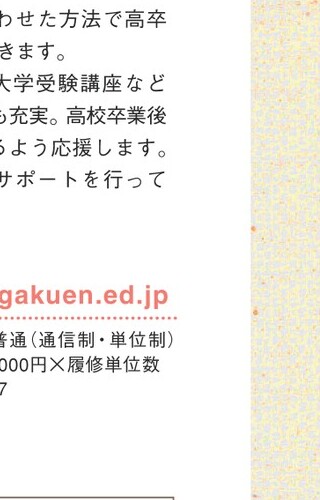 わせた方法で高卒
きます。
大学受験講座など
も充実。高校卒業後
るよう応援します。
サポートを行って
gakuen.ed.jp
普通（通信制・単位制）
000円×履修単位数
7